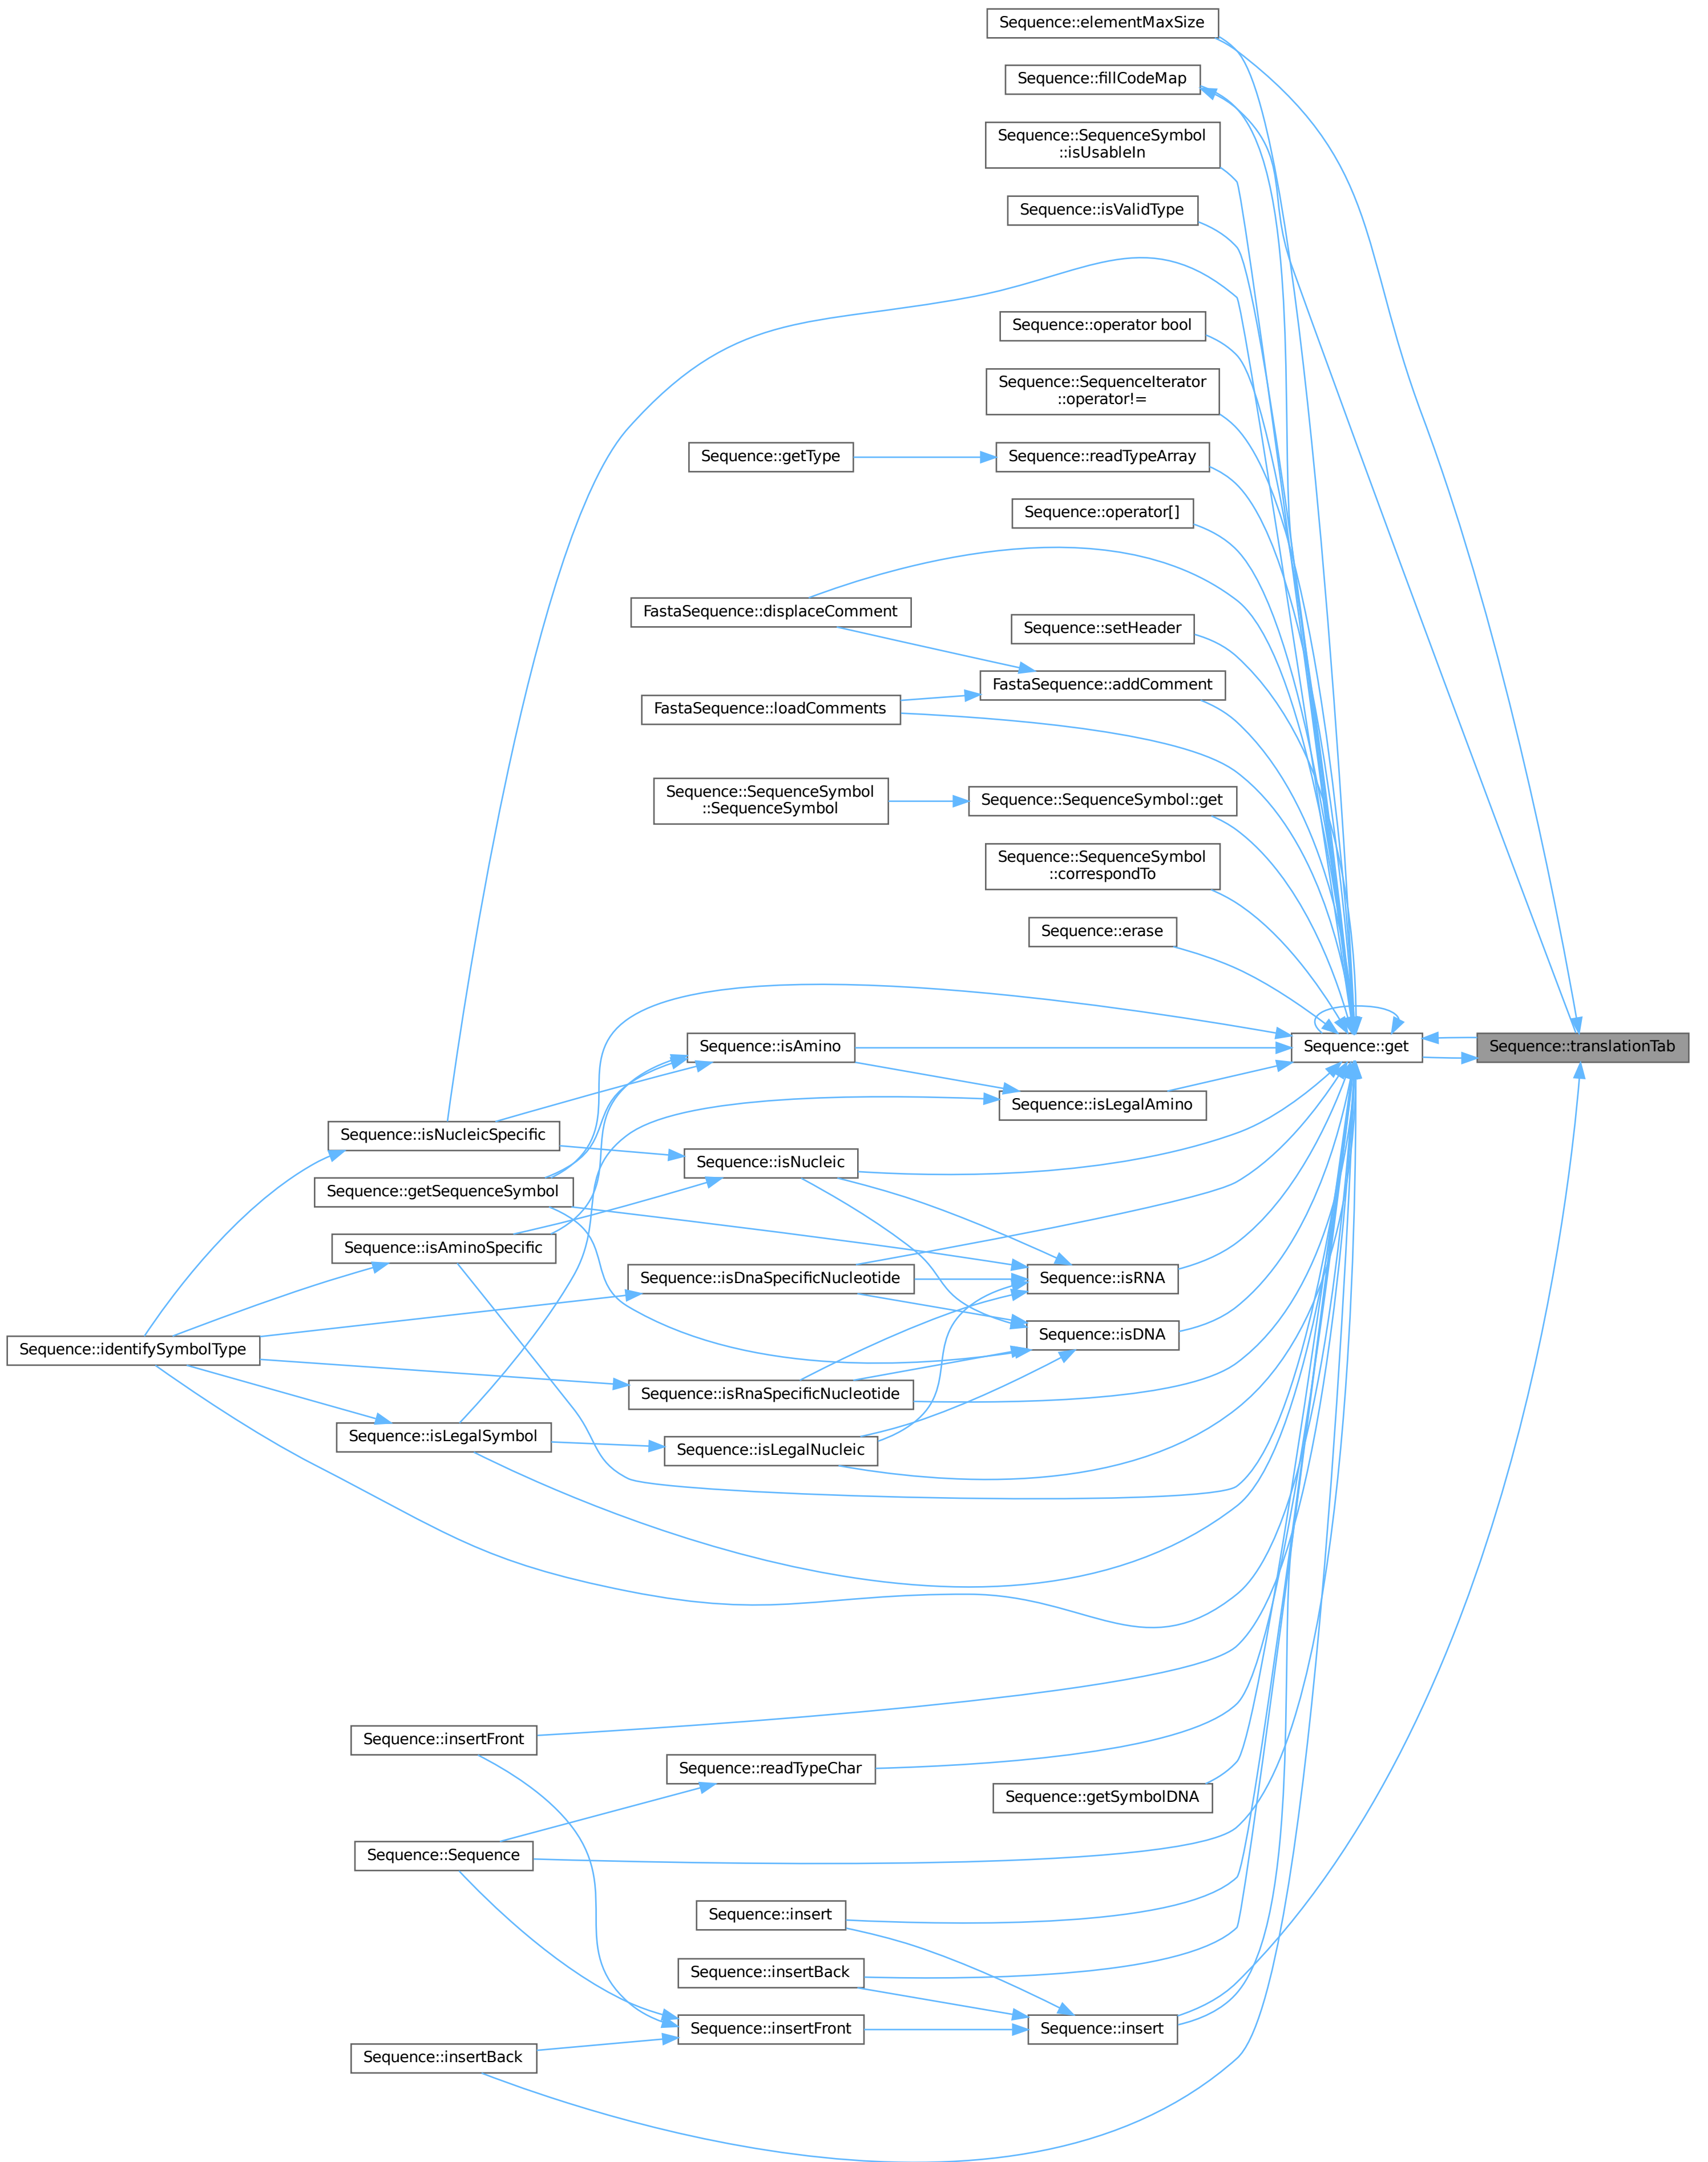 Sequence::elementMaxSize
Sequence::fillCodeMap
Sequence::SequenceSymbol
::isUsableIn
Sequence::isValidType
Sequence::operator bool
Sequence::SequenceIterator
::operator!=
Sequence::getType
Sequence::readTypeArray
Sequence::operator[]
FastaSequence::displaceComment
Sequence::setHeader
FastaSequence::addComment
FastaSequence::loadComments
Sequence::SequenceSymbol
::SequenceSymbol
Sequence::SequenceSymbol::get
Sequence::SequenceSymbol
::correspondTo
Sequence::erase
Sequence::isAmino
Sequence::get
Sequence::translationTab
Sequence::isLegalAmino
Sequence::isNucleicSpecific
Sequence::isNucleic
Sequence::getSequenceSymbol
Sequence::isAminoSpecific
Sequence::isDnaSpecificNucleotide
Sequence::isRNA
Sequence::isDNA
Sequence::identifySymbolType
Sequence::isRnaSpecificNucleotide
Sequence::isLegalSymbol
Sequence::isLegalNucleic
Sequence::insertFront
Sequence::readTypeChar
Sequence::getSymbolDNA
Sequence::Sequence
Sequence::insert
Sequence::insertBack
Sequence::insertFront
Sequence::insert
Sequence::insertBack